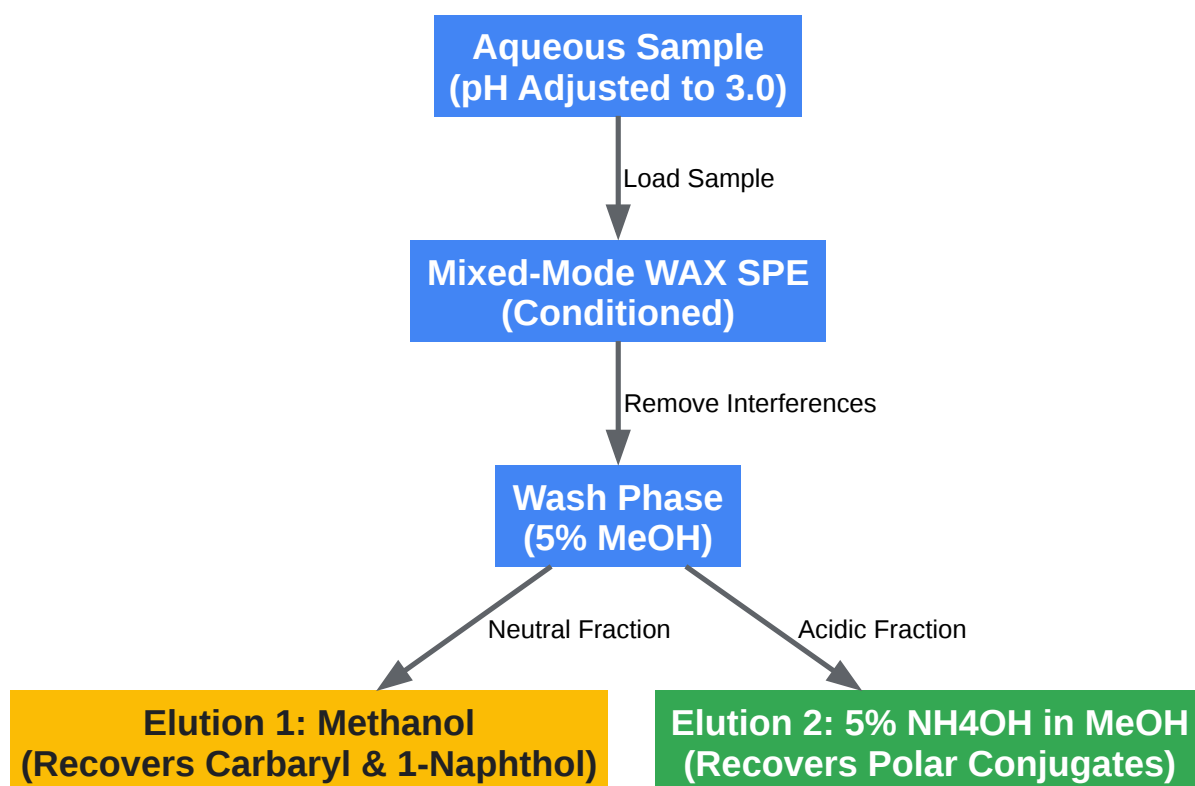 Aqueous Sample
(pH Adjusted to 3.0)
Load Sample
Mixed-Mode WAX SPE
(Conditioned)
Remove Interferences
Wash Phase
(5% MeOH)
Neutral Fraction
Acidic Fraction
Elution 1: Methanol
(Recovers Carbaryl & 1-Naphthol)
Elution 2: 5% NH4OH in MeOH
(Recovers Polar Conjugates)